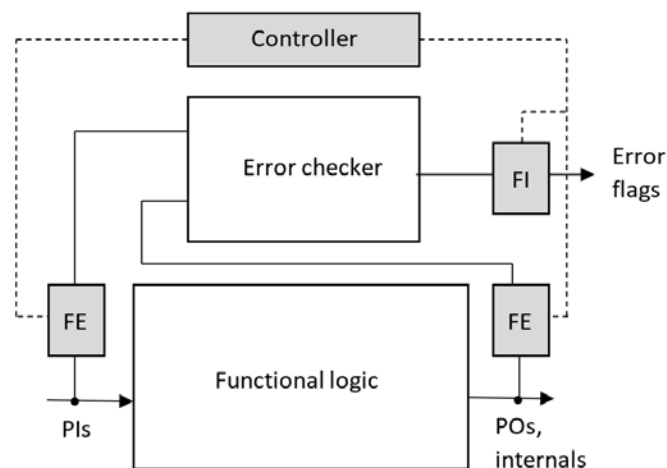 Controller
Error checker
FI
Error
flags
FE
FE
Functional logic
PIs
POs,
internals